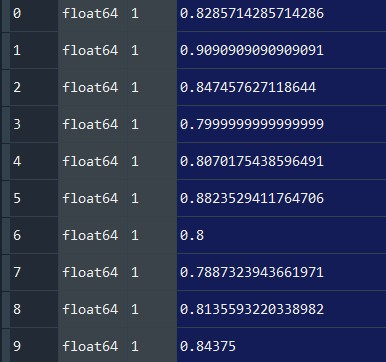 0 float64 1 0.8285714285714286
1 float64 1 0.9090909090909091
2 float64 1 0.847457627118644
3 float64 1 0.7999999999999999
4 float64 1 0.8070175438596491
5 float64 1 0.8823529411764706
6 float64 1 0.8
7 float64 1 0.7887323943661971
8 float64 1 0.8135593220338982
9 float64 1 0.84375